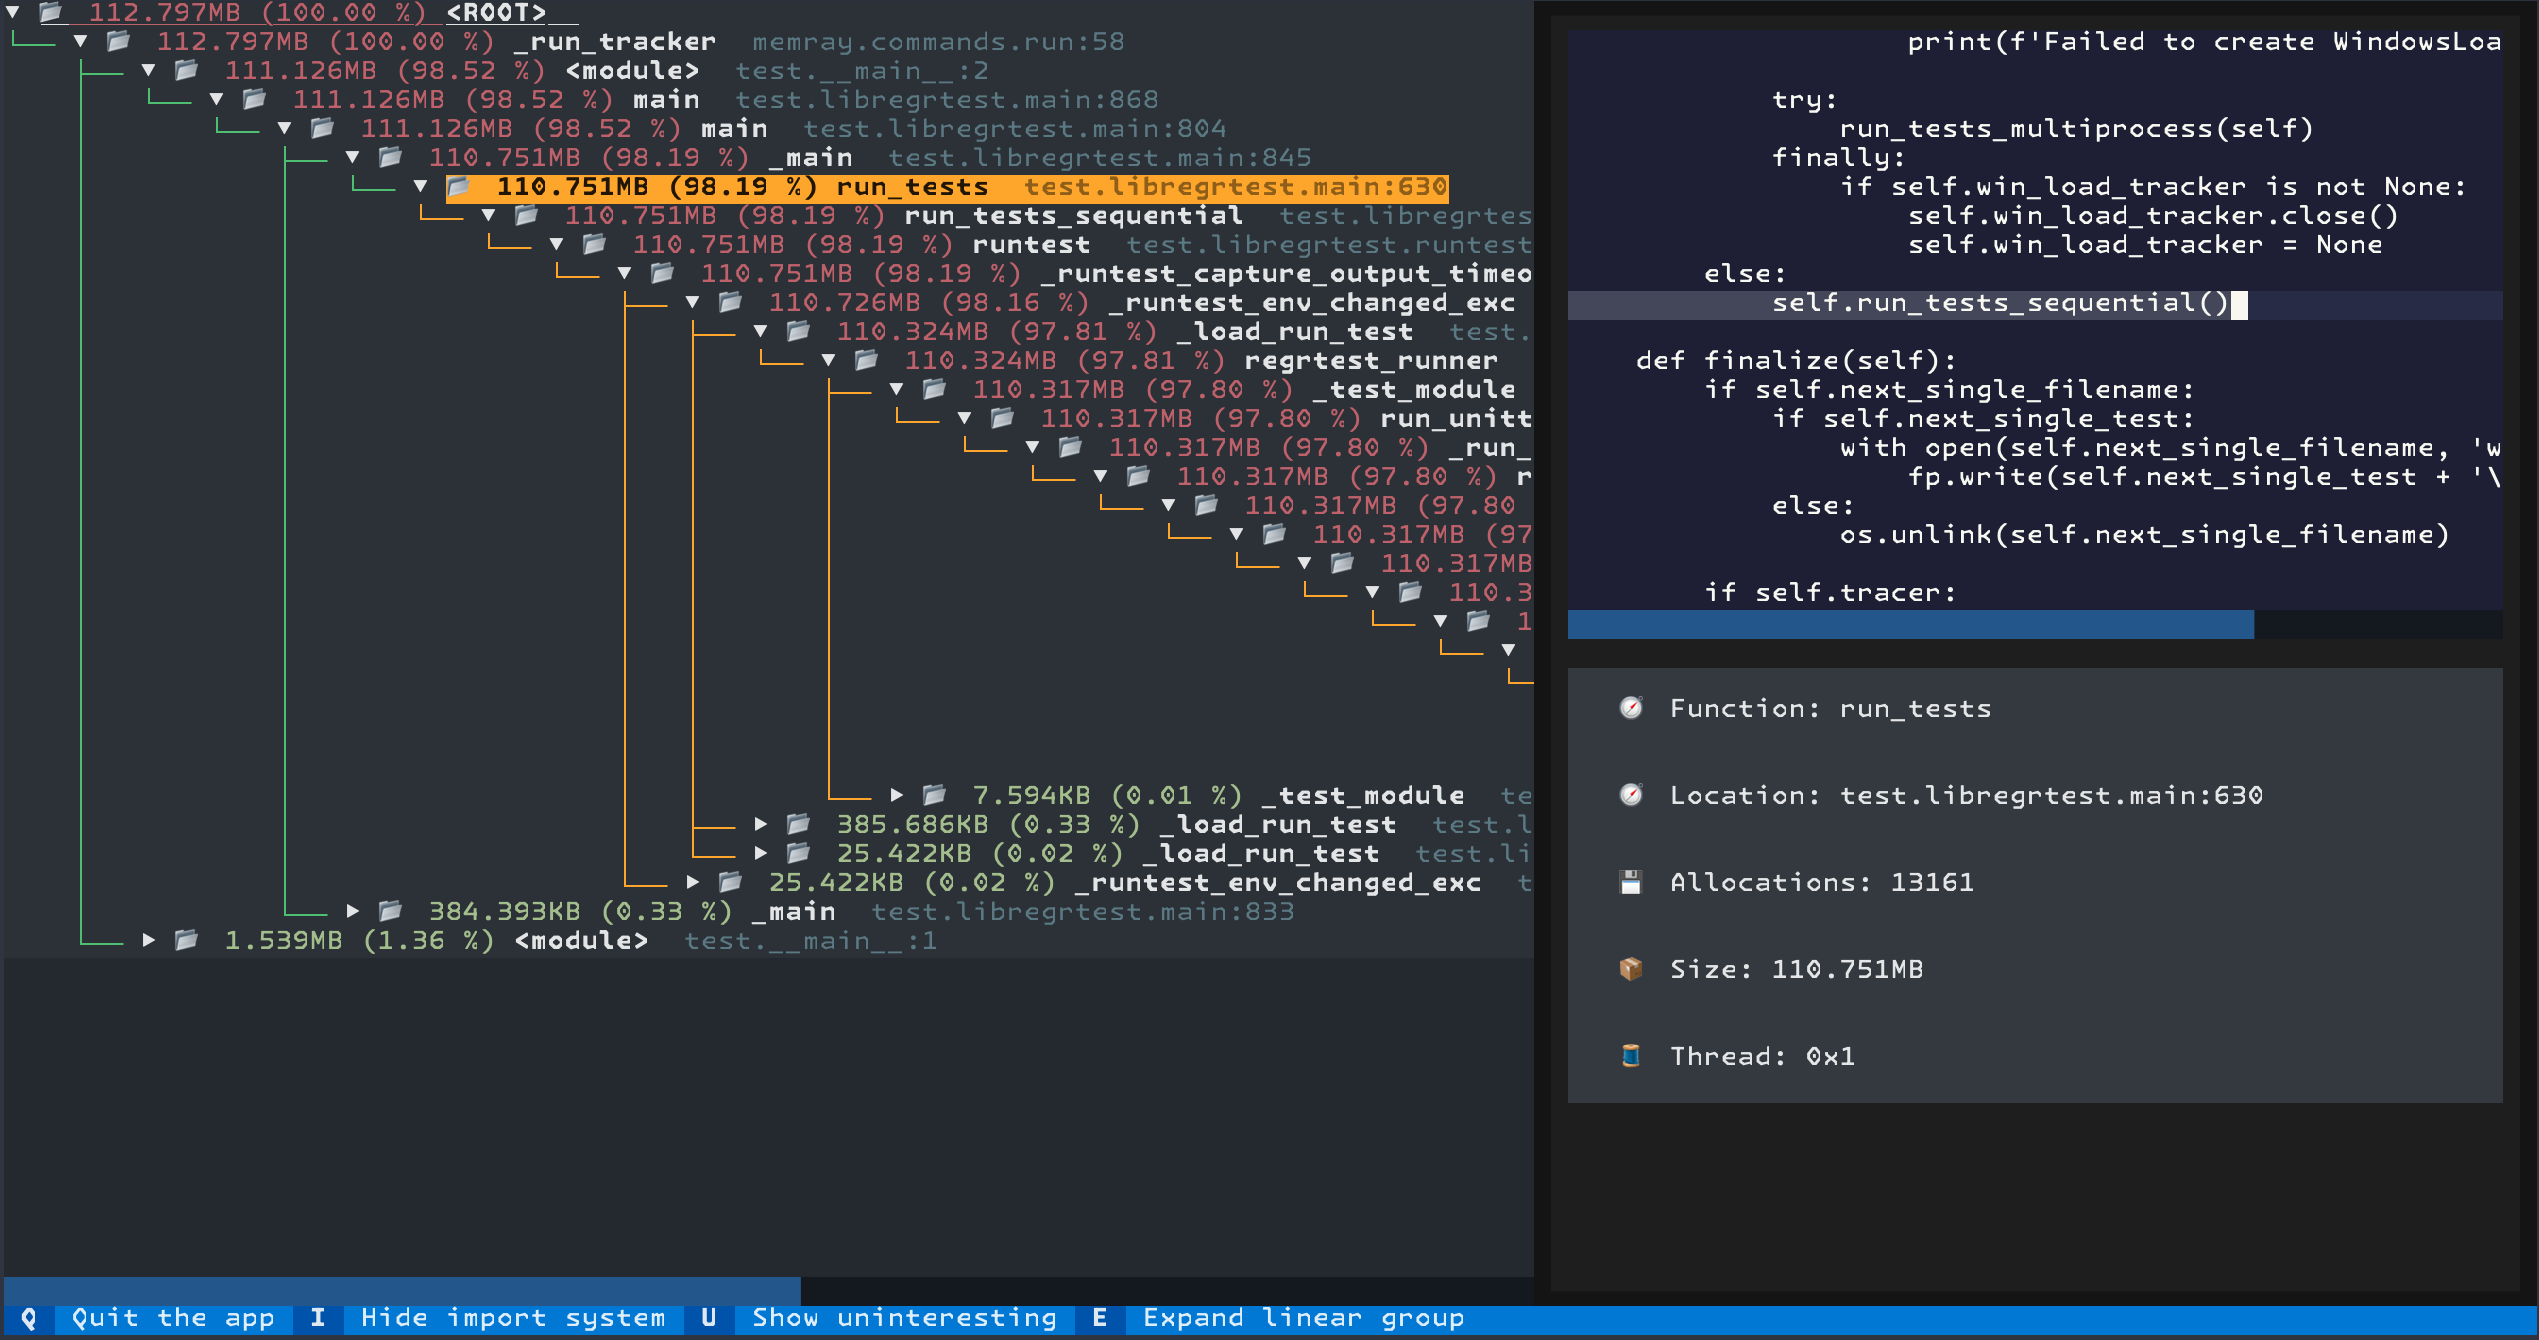 112.797MB (100.00 %) <ROOT>
112.797MB (100.00 %) _run_tracker memray.commands.run:58
111.126MB (98.52 %) <module> test.__main__:2
111.126MB (98.52 %) main test.libregrtest.main:868
111.126MB (98.52 %) main test.libregrtest.main:804
110.751MB (98.19 %) _main test.libregrtest.main:845
110.751MB (98.19 %) run_tests test.libregrtest.main:630
110.751MB (98.19 %) run_tests_sequential test.libregrtes
110.751MB (98.19 %) runtest test.libregrtest.runtest
110.751MB (98.19 %) _runtest_capture_output_timeo
110.726MB (98.16 %) _runtest_env_changed_exc
110.324MB (97.81 %) _load_run_test test.
110.324MB (97.81 %) regrtest_runner
110.317MB (97.80 %) _test_module
110.317MB (97.80 %) run_unitt
110.317MB (97.80 %) _run_
110.317MB (97.80 %) r
110.317MB (97.80
110.317MB (97
110.317MB
110.3
1
7.594KB (0.01 %) _test_module te
385.686KB (0.33 %) _load_run_test test.l
25.422KB (0.02 %) _load_run_test test.li
25.422KB (0.02 %) _runtest_env_changed_exc t
384.393KB (0.33 %) _main test.libregrtest.main:833
1.539MB (1.36 %) <module> test.__main__:1
print(f'Failed to create WindowsLoa
try:
run_tests_multiprocess(self)
finally:
if self.win_load_tracker is not None:
self.win_load_tracker.close()
self.win_load_tracker = None
else:
self.run_tests_sequential()
def finalize(self):
if self.next_single_filename:
if self.next_single_test:
with open(self.next_single_filename, 'w
fp.write(self.next_single_test + '\
else:
os.unlink(self.next_single_filename)
if self.tracer:
Function: run_tests
Location: test.libregrtest.main:630
Allocations: 13161
Size: 110.751MB
Thread: 0x1
Q Quit the app I Hide import system U Show uninteresting E Expand linear group